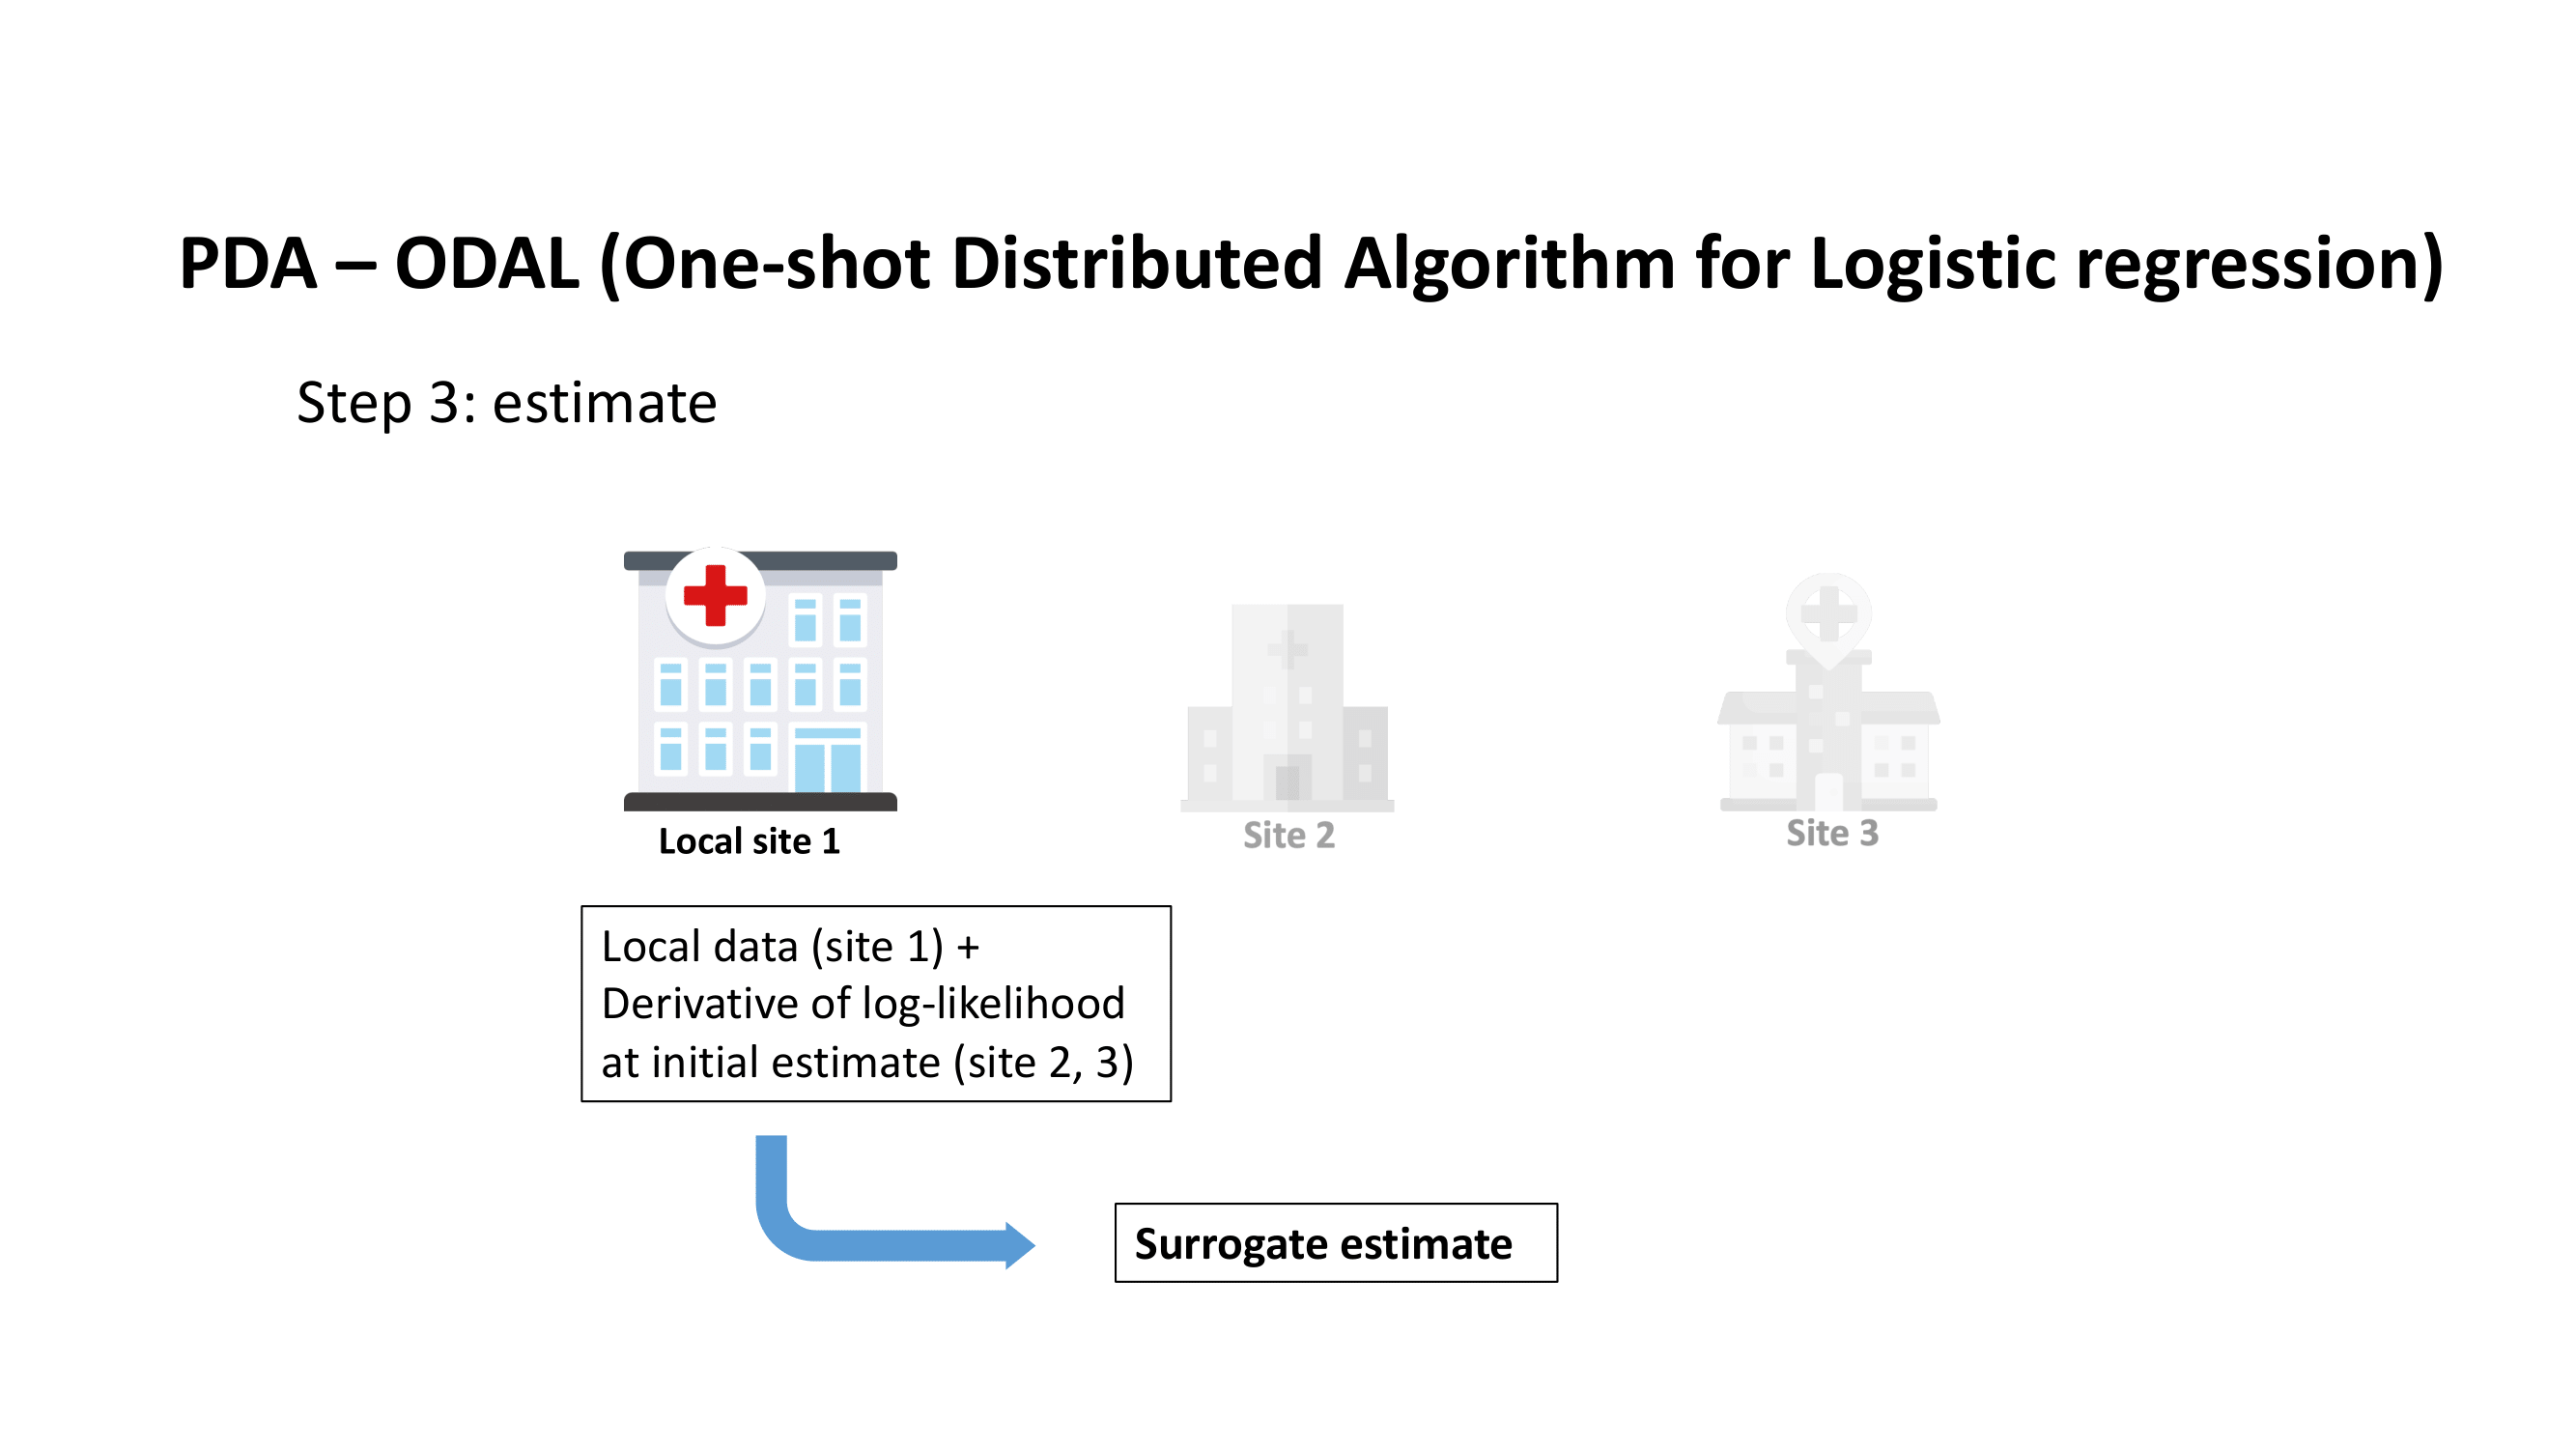 PDA – ODAL (One-shot Distributed Algorithm for Logistic regression)
Step 3: estimate
Local site 1
Site 2
Site 3
Local data (site 1) +
Derivative of log-likelihood
at initial estimate (site 2, 3)
Surrogate estimate